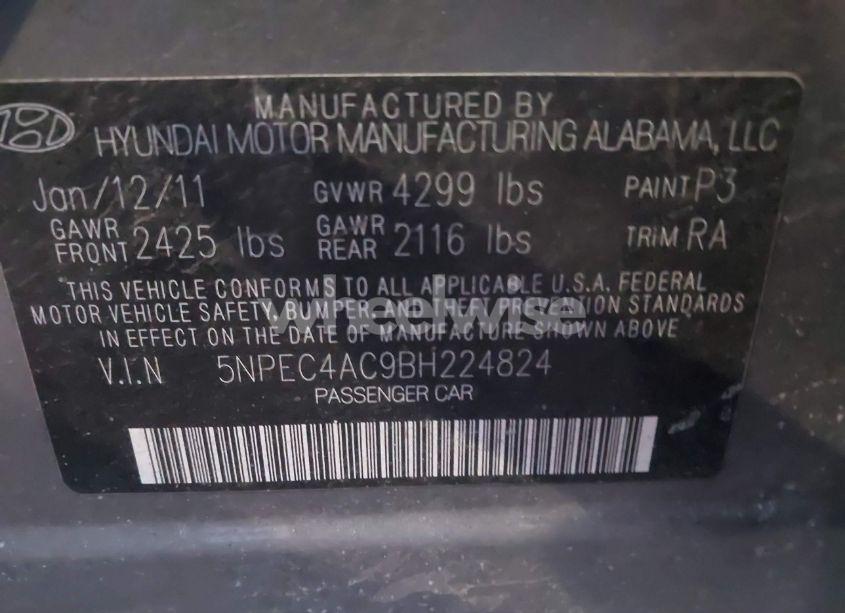 MANUFACTURED BY
HYUNDAI MOTOR MANUFACTURING ALABAMA, LLC
Jan/12/11 GVWR 4299 lbs PAINT P3
GAWR FRONT 2425 lbs GAWR REAR 2116 lbs TRIM RA
THIS VEHICLE CONFORMS TO ALL APPLICABLE U.S.A. FEDERAL
MOTOR VEHICLE SAFETY, BUMPER, AND THEFT PROTECTION STANDARDS
IN EFFECT ON THE DATE OF MANUFACTURE SHOWN ABOVE
wheelwise
V.I.N 5NPEC4AC9BH224824
PASSENGER CAR